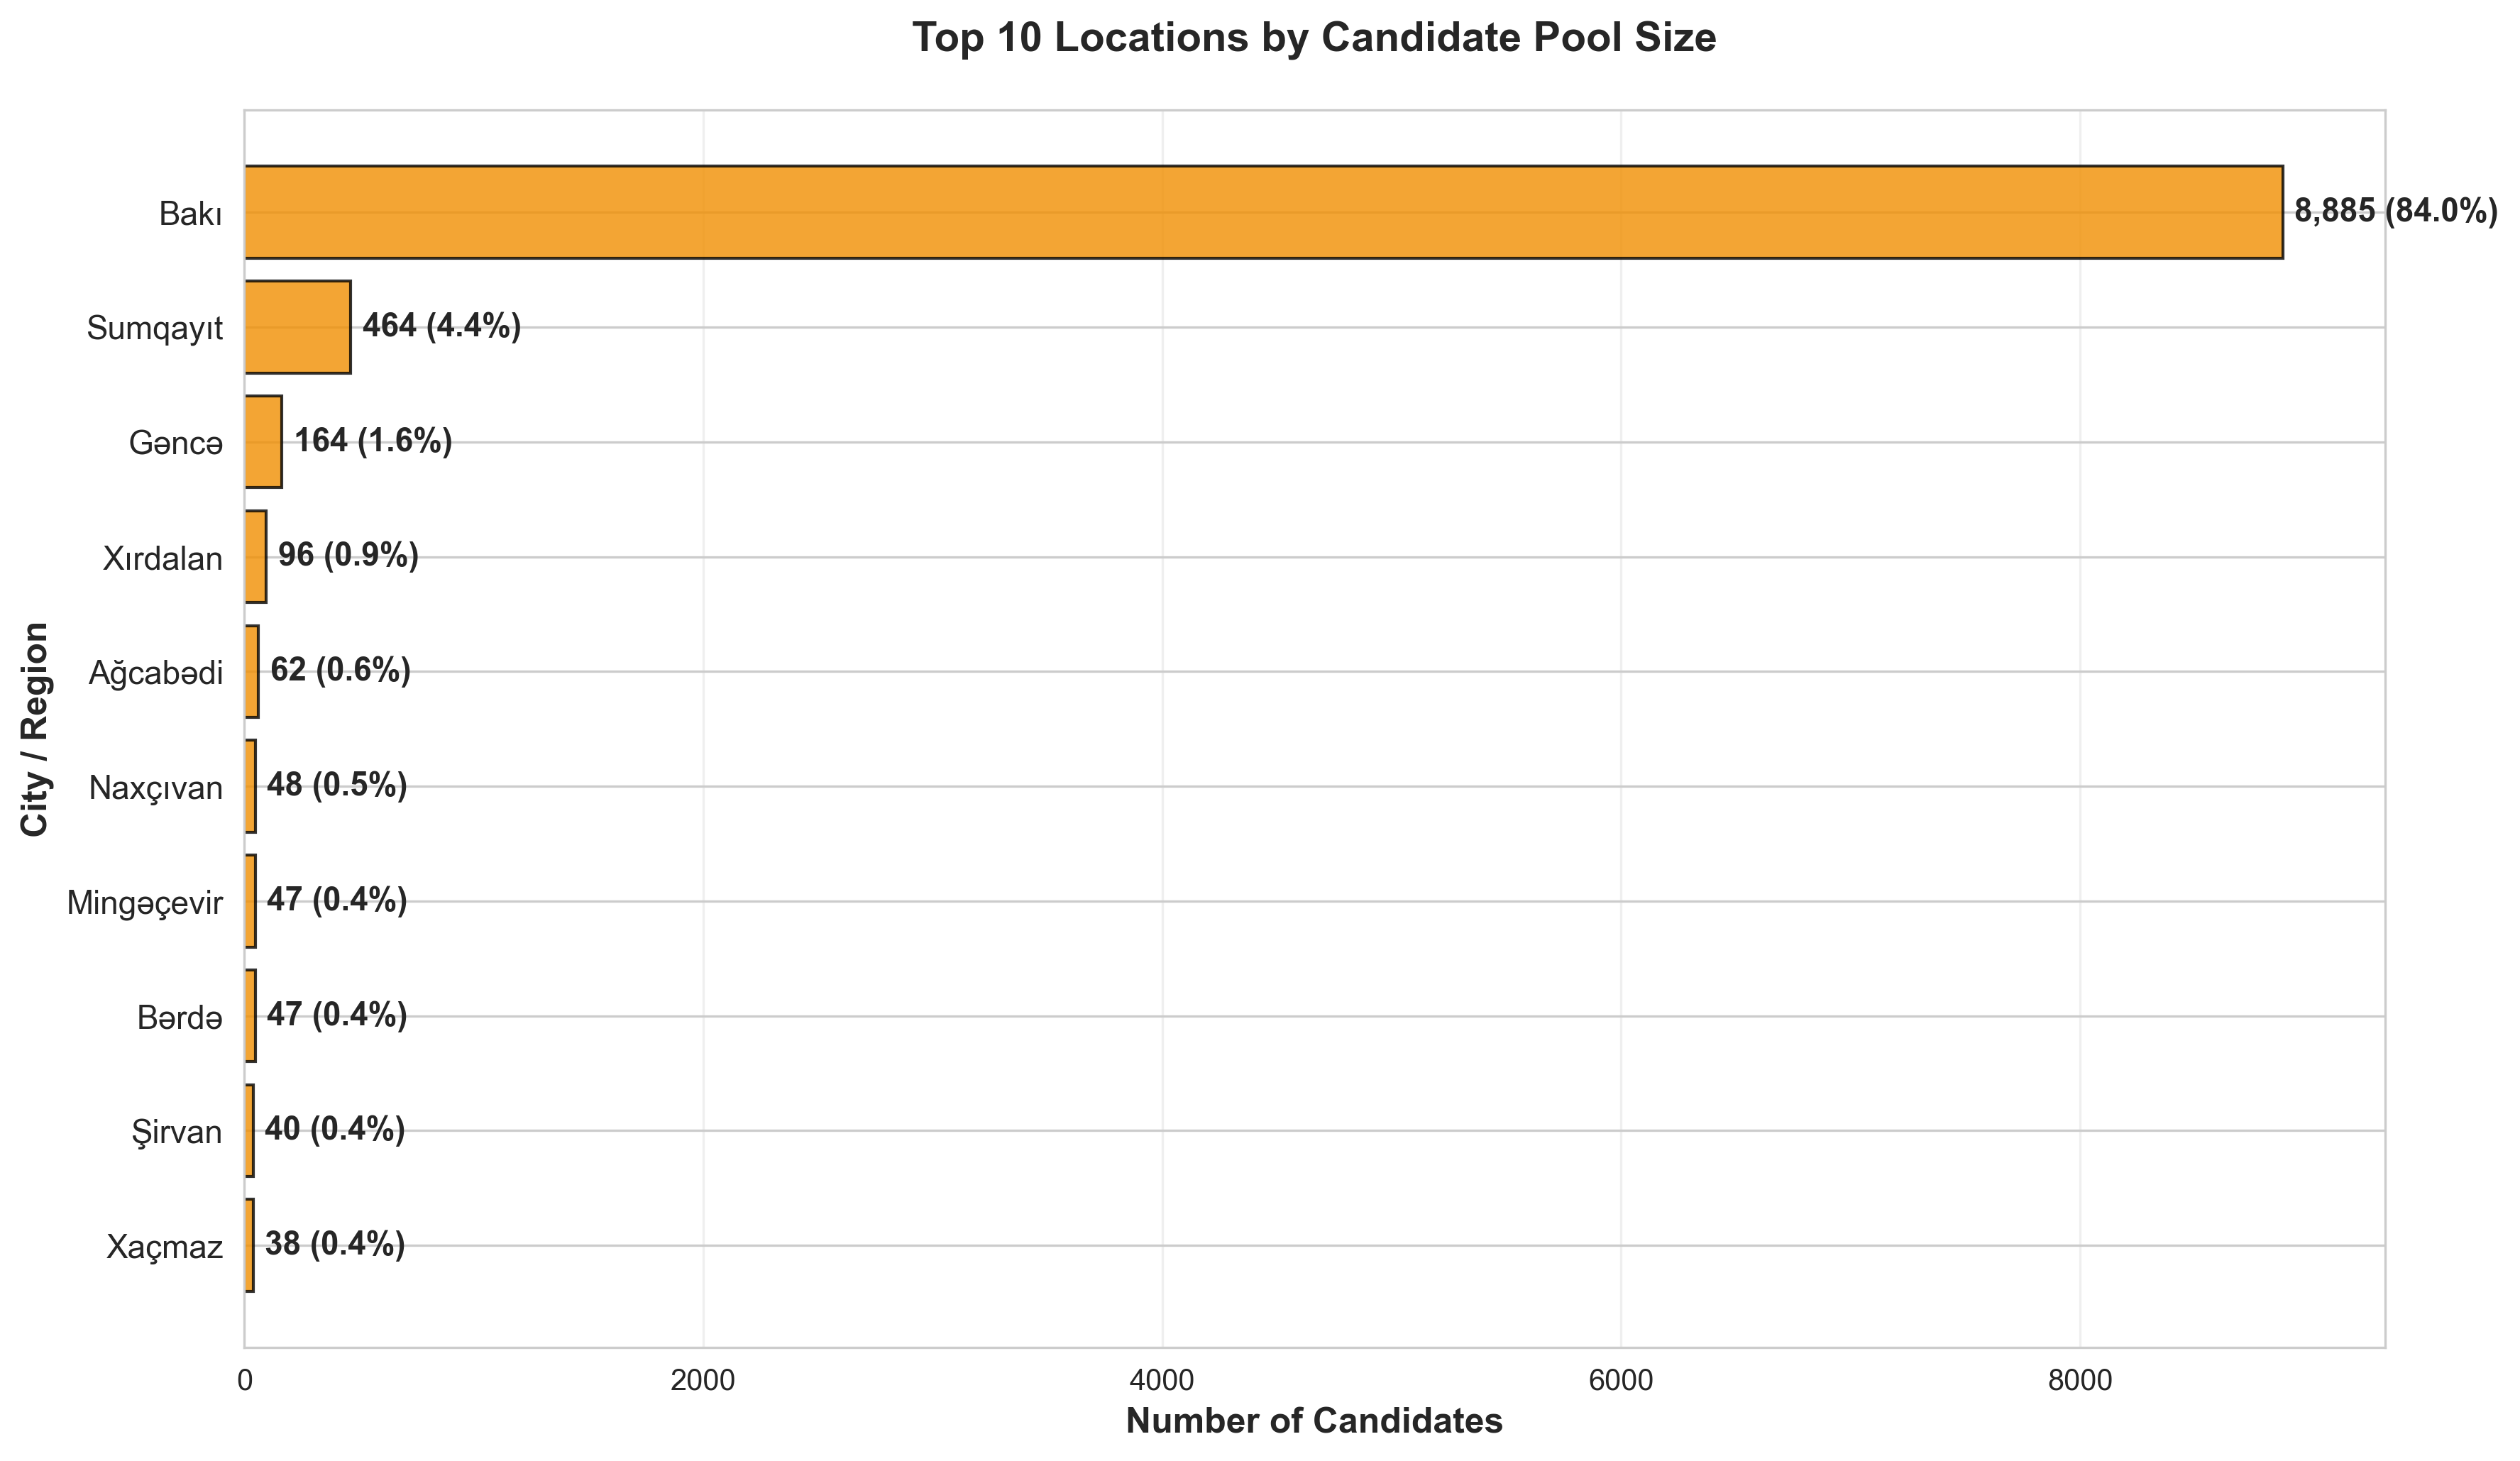 Top 10 Locations by Candidate Pool Size
City / Region
Bakı 8,885 (84.0%)
Sumqayıt 464 (4.4%)
Gəncə 164 (1.6%)
Xırdalan 96 (0.9%)
Ağcabədi 62 (0.6%)
Naxçıvan 48 (0.5%)
Mingəçevir 47 (0.4%)
Bərdə 47 (0.4%)
Şirvan 40 (0.4%)
Xaçmaz 38 (0.4%)
0 2000 4000 6000 8000
Number of Candidates